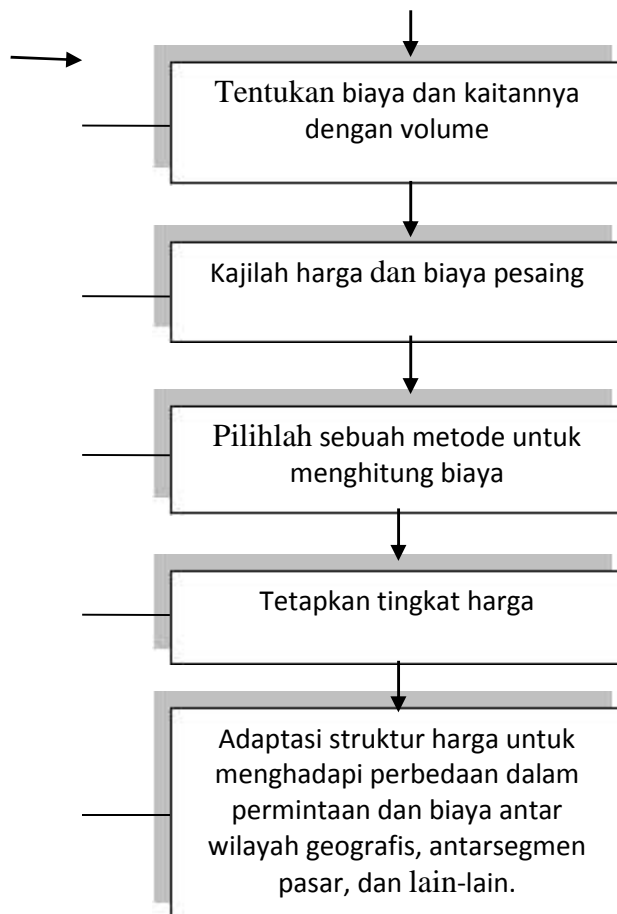 Tentukan biaya dan kaitannya
dengan volume
Kajilah harga dan biaya pesaing
Pilihlah sebuah metode untuk
menghitung biaya
Tetapkan tingkat harga
Adaptasi struktur harga untuk
menghadapi perbedaan dalam
permintaan dan biaya antar
wilayah geografis, antarsegmen
pasar, dan lain-lain.